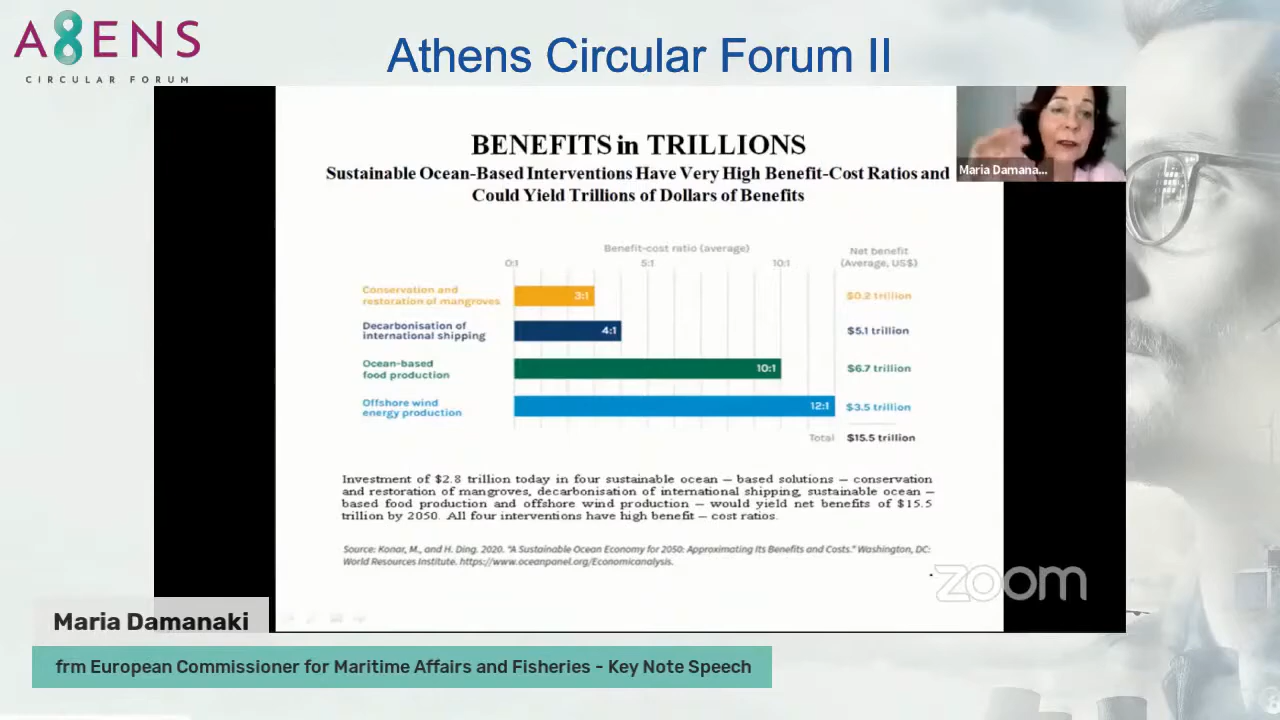 A8ENS
CIRCULAR FORUM
Athens Circular Forum II
BENEFITS in TRILLIONS
Sustainable Ocean-Based Interventions Have Very High Benefit-Cost Ratios and
Could Yield Trillions of Dollars of Benefits
Maria Damana...
Benefit-cost ratio (average)
Net benefit
(Average, US$)
0:1 5:1 10:1
Conservation and
restoration of mangroves
3:1
$0.2 trillion
Decarbonisation of
international shipping
4:1
$5.1 trillion
Ocean-based
food production
10:1
$6.7 trillion
Offshore wind
energy production
12:1
$3.5 trillion
Total $15.5 trillion
Investment of $2.8 trillion today in four sustainable ocean – based solutions – conservation
and restoration of mangroves, decarbonisation of international shipping, sustainable ocean –
based food production and offshore wind production – would yield net benefits of $15.5
trillion by 2050. All four interventions have high benefit – cost ratios.
Source: Konar, M., and H. Ding. 2020. "A Sustainable Ocean Economy for 2050: Approximating Its Benefits and Costs." Washington, DC:
World Resources Institute. https://www.oceanpanel.org/Economicanalysis.
zoom
Maria Damanaki
frm European Commissioner for Maritime Affairs and Fisheries - Key Note Speech